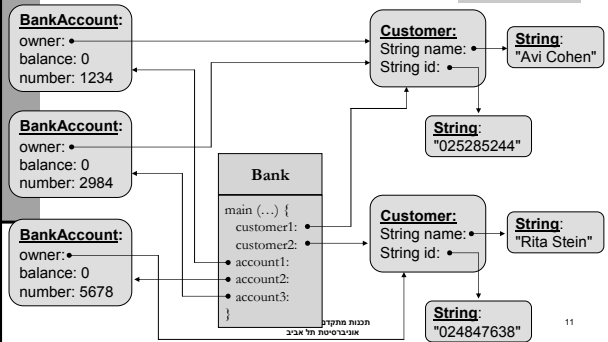 BankAccount:
owner:
balance: 0
number: 1234
Customer:
String name:
String id:
String:
"Avi Cohen"
String:
"025285244"
BankAccount:
owner:
balance: 0
number: 2984
Bank
main (…) {
customer1:
customer2:
account1:
account2:
account3:
}
Customer:
String name:
String id:
String:
"Rita Stein"
BankAccount:
owner:
balance: 0
number: 5678
String:
"024847638"
תכנות מתקדם
אוניברסיטת תל אביב
11